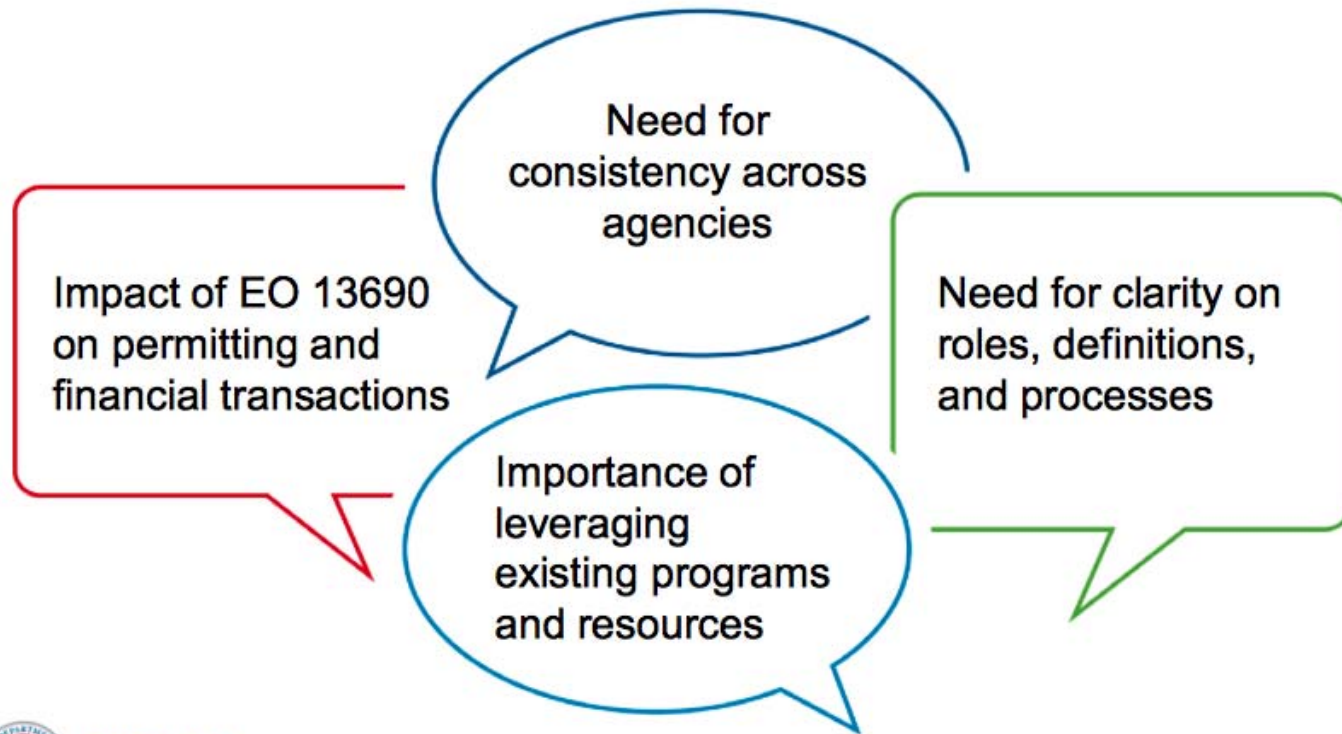 Need for
consistency across
agencies
Impact of EO 13690
on permitting and
financial transactions
Need for clarity on
roles, definitions,
and processes
Importance of
leveraging
existing programs
and resources